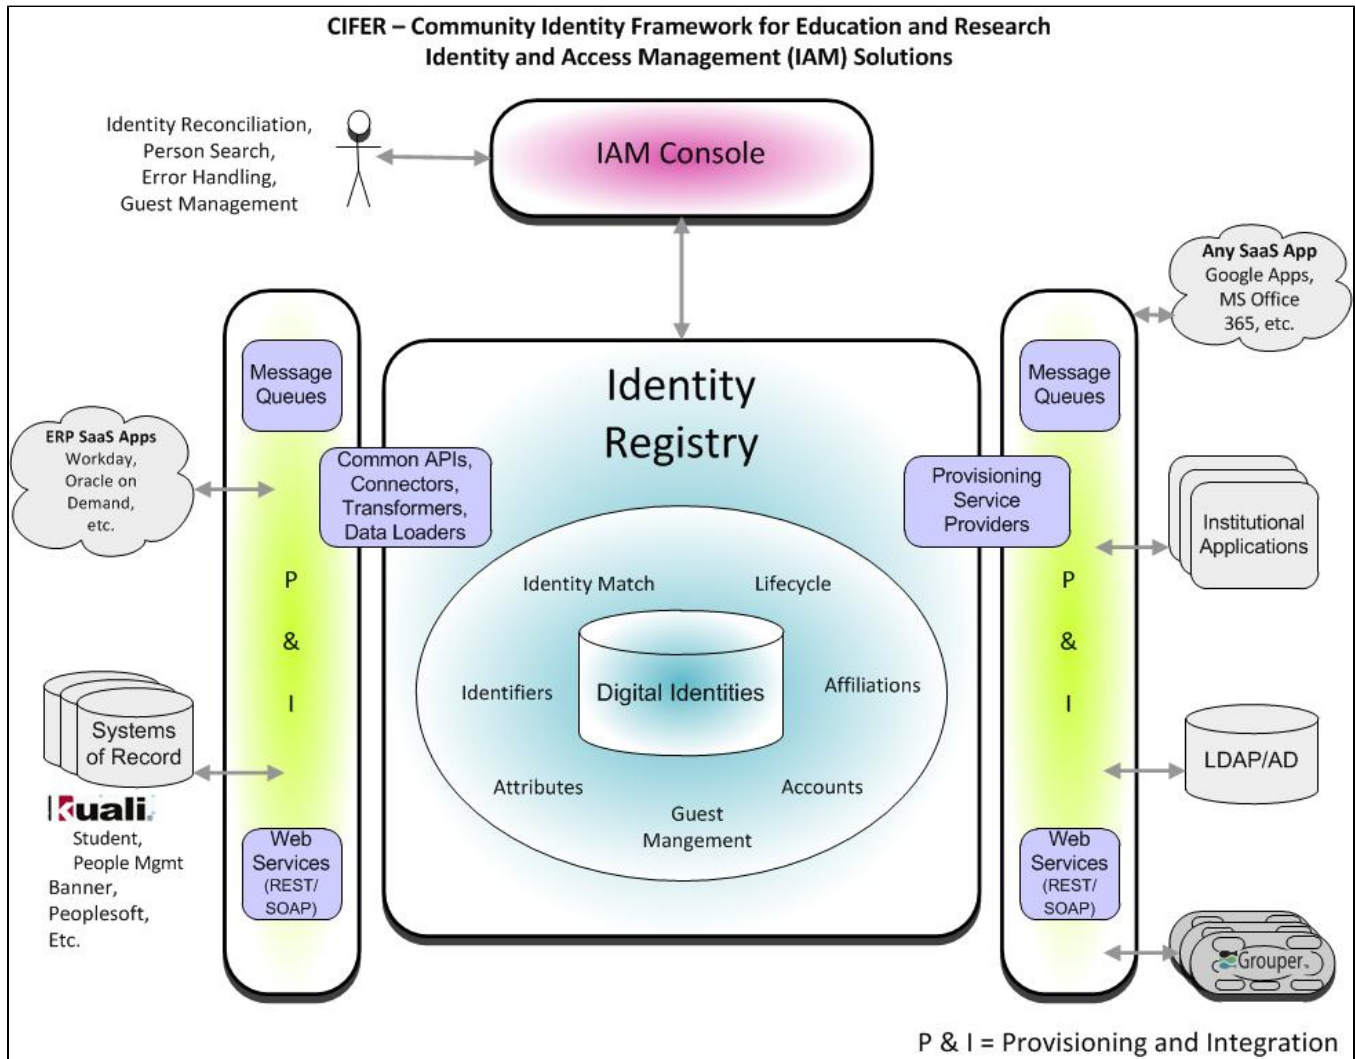 CIFER – Community Identity Framework for Education and Research
Identity and Access Management (IAM) Solutions
Identity Reconciliation,
Person Search,
Error Handling,
Guest Management
IAM Console
Any SaaS App
Google Apps,
MS Office
365, etc.
Message
Queues
ERP SaaS Apps
Workday,
Oracle on
Demand,
etc.
Common APIs,
Connectors,
Transformers,
Data Loaders
P
&
I
Systems
of Record
Kuali.
Student,
People Mgmt
Banner,
Peoplesoft,
Etc.
Web
Services
(REST/
SOAP)
Identity
Registry
Identity Match
Lifecycle
Identifiers
Digital Identities
Affiliations
Attributes
Accounts
Guest
Mangement
Message
Queues
Provisioning
Service
Providers
P
&
I
Web
Services
(REST/
SOAP)
Institutional
Applications
LDAP/AD
Grouper™
P & I = Provisioning and Integration